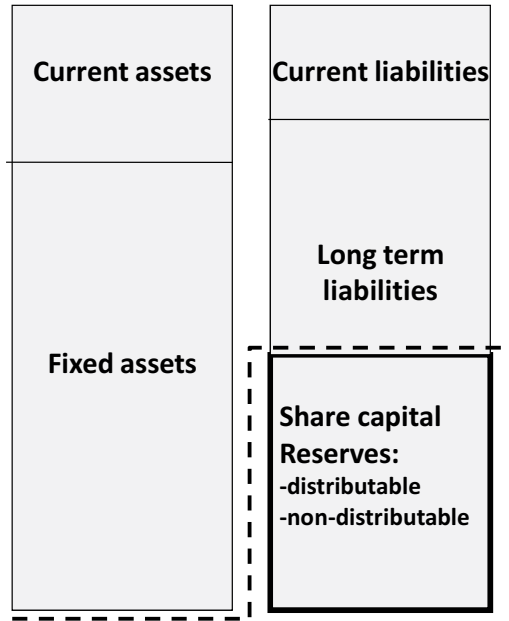 Current assets
Fixed assets
Current liabilities
Long term
liabilities
Share capital
Reserves:
-distributable
-non-distributable